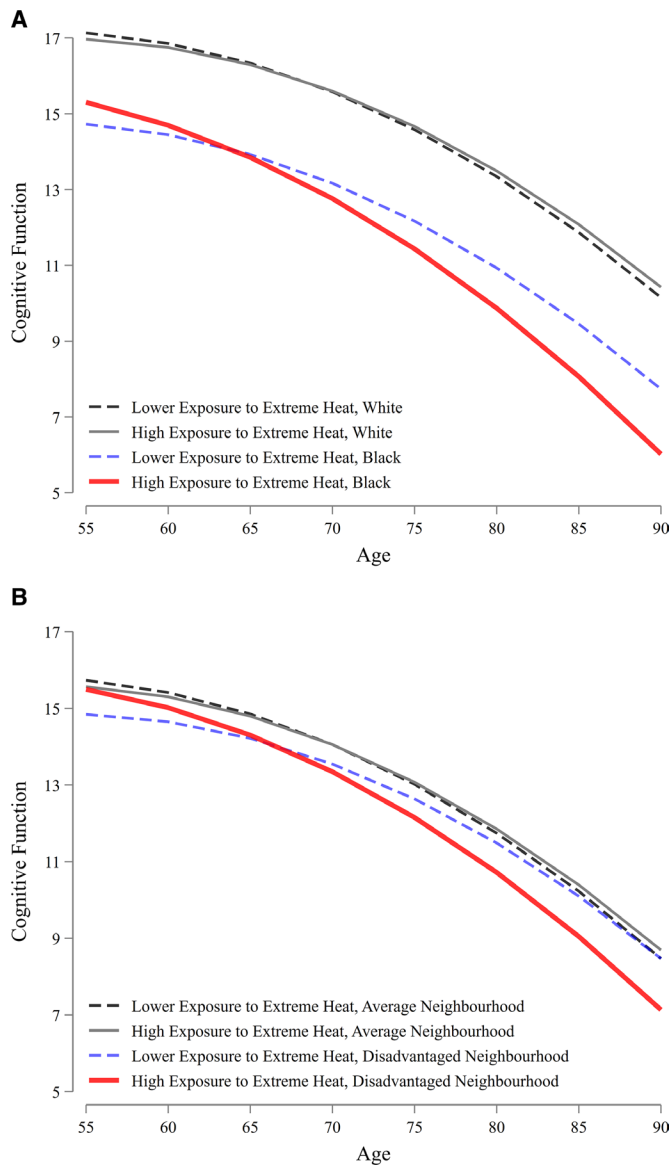 A
17
15
13
11
9
7
5
Cognitive Function
Lower Exposure to Extreme Heat, White
High Exposure to Extreme Heat, White
Lower Exposure to Extreme Heat, Black
High Exposure to Extreme Heat, Black
55 60 65 70 75 80 85 90
Age
B
17
15
13
11
9
7
5
Cognitive Function
Lower Exposure to Extreme Heat, Average Neighbourhood
High Exposure to Extreme Heat, Average Neighbourhood
Lower Exposure to Extreme Heat, Disadvantaged Neighbourhood
High Exposure to Extreme Heat, Disadvantaged Neighbourhood
55 60 65 70 75 80 85 90
Age